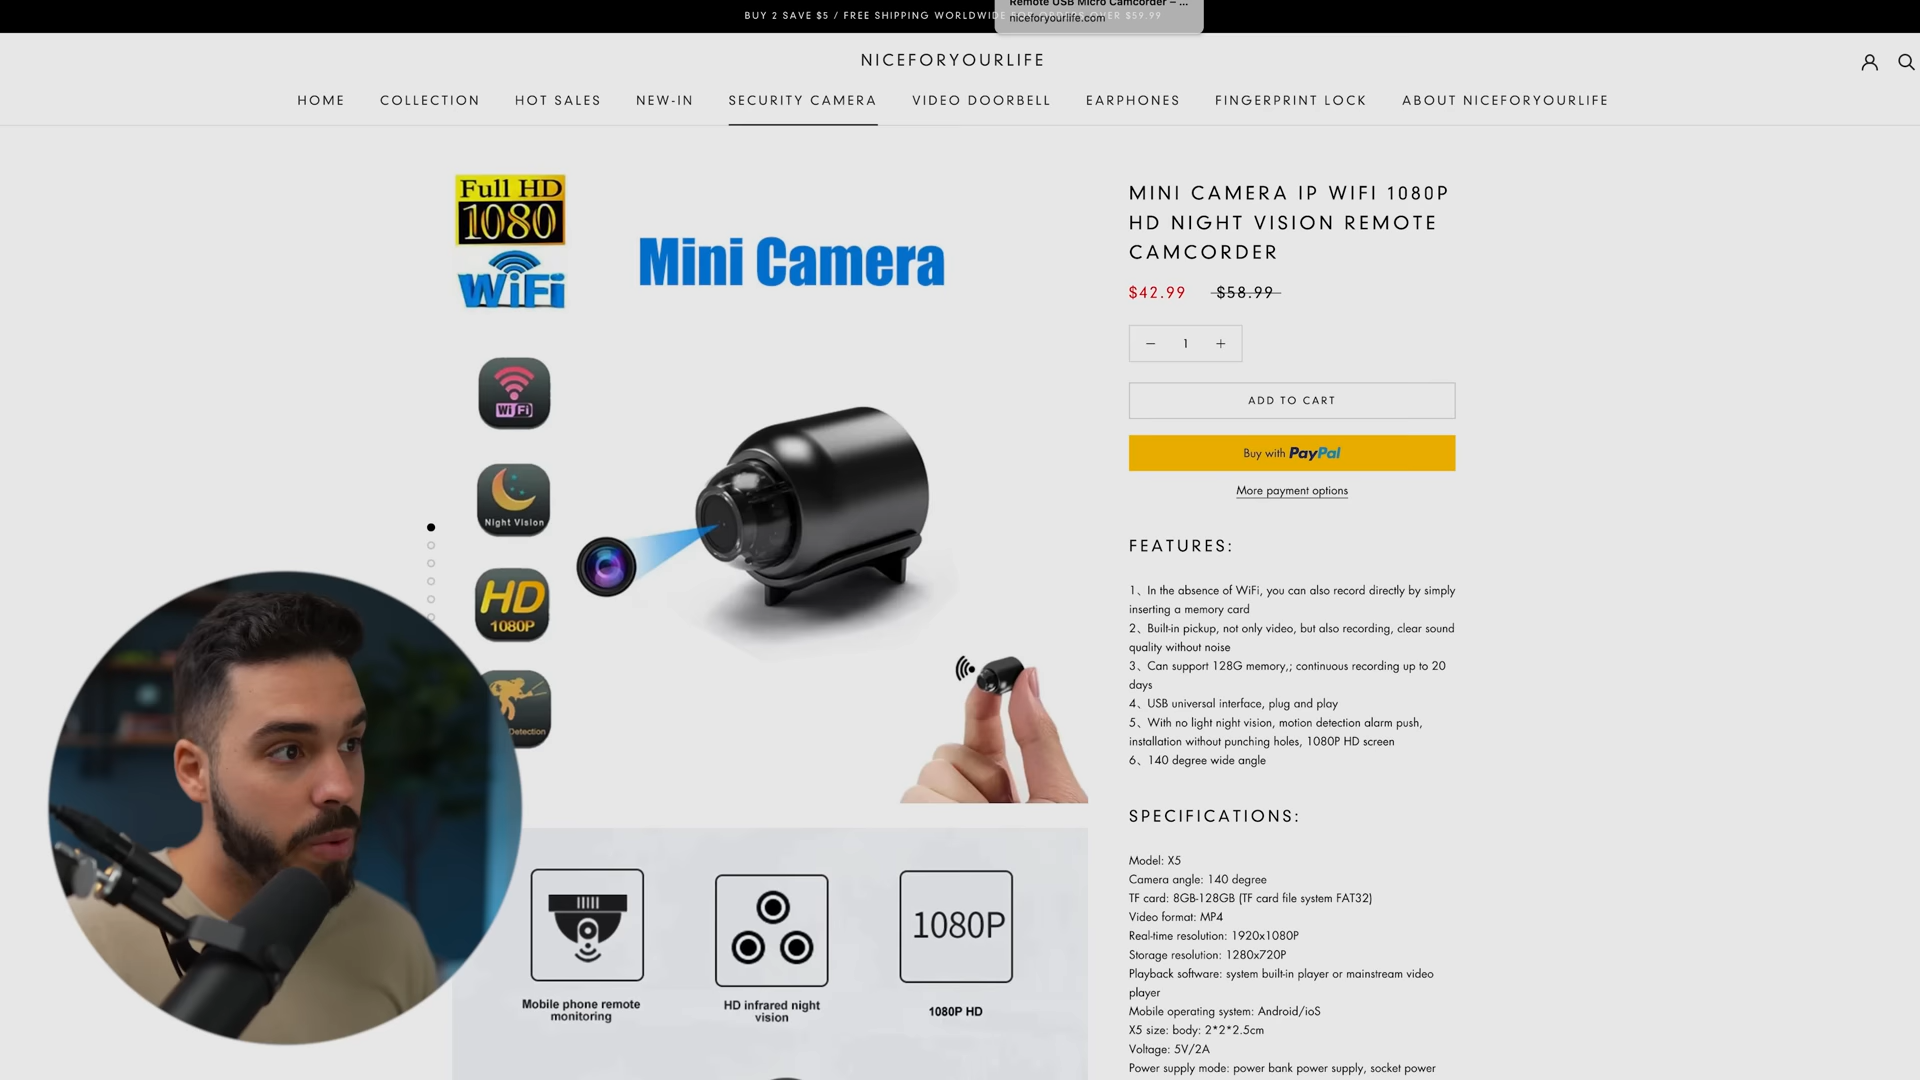 BUY 2 SAVE $5 / FREE SHIPPING WORLDWIDE FOR ORDERS OVER $59.99
Remote USB Micro Camcorder – ...
niceforyourlife.com
NICEFORYOURLIFE
HOME COLLECTION HOT SALES NEW-IN SECURITY CAMERA VIDEO DOORBELL EARPHONES FINGERPRINT LOCK ABOUT NICEFORYOURLIFE
Full HD
1080
WiFi
Mini Camera
WiFi
Night Vision
HD
1080P
Detection
Mobile phone remote
monitoring
HD infrared night
vision
1080P
1080P HD
MINI CAMERA IP WIFI 1080P
HD NIGHT VISION REMOTE
CAMCORDER
$42.99 $58.99
− 1 +
ADD TO CART
Buy with PayPal
More payment options
FEATURES:
1、In the absence of WiFi, you can also record directly by simply
inserting a memory card
2、Built-in pickup, not only video, but also recording, clear sound
quality without noise
3、Can support 128G memory,; continuous recording up to 20
days
4、USB universal interface, plug and play
5、With no light night vision, motion detection alarm push,
installation without punching holes, 1080P HD screen
6、140 degree wide angle
SPECIFICATIONS:
Model: X5
Camera angle: 140 degree
TF card: 8GB-128GB (TF card file system FAT32)
Video format: MP4
Real-time resolution: 1920x1080P
Storage resolution: 1280x720P
Playback software: system built-in player or mainstream video
player
Mobile operating system: Android/ioS
X5 size: body: 2*2*2.5cm
Voltage: 5V/2A
Power supply mode: power bank power supply, socket power